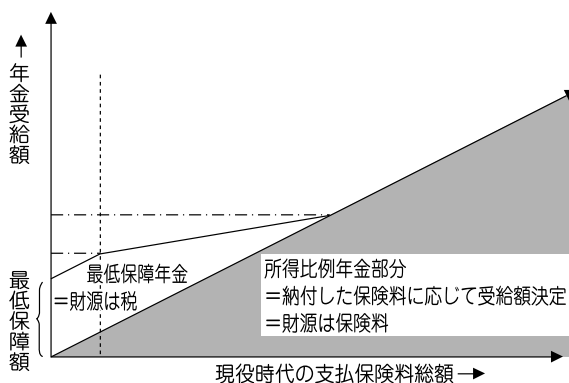 年金受給額
最低保障額
最低保障年金
＝財源は税
所得比例年金部分
＝納付した保険料に応じて受給額決定
＝財源は保険料
現役時代の支払保険料総額